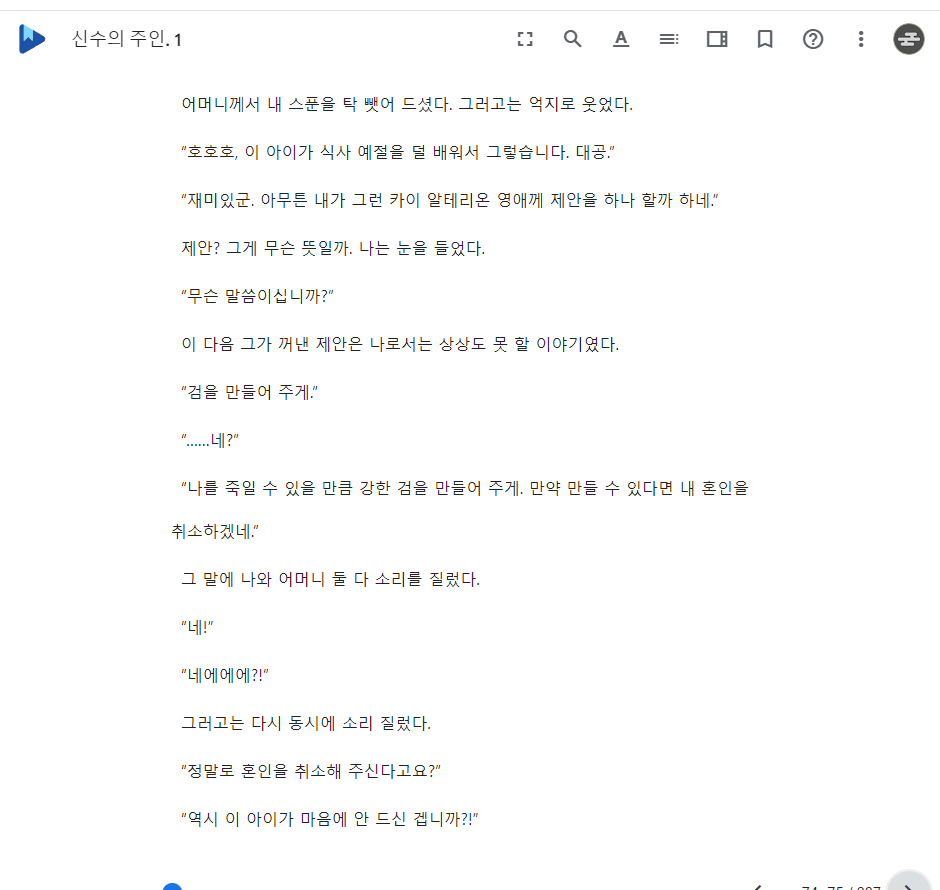 신수의 주인. 1
어머니께서 내 스푼을 탁 뺏어 드셨다. 그러고는 억지로 웃었다.
“호호호, 이 아이가 식사 예절을 덜 배워서 그렇습니다. 대공.”
“재미있군. 아무튼 내가 그런 카이 알테리온 영애께 제안을 하나 할까 하네.”
제안? 그게 무슨 뜻일까. 나는 눈을 들었다.
“무슨 말씀이십니까?”
이 다음 그가 꺼낸 제안은 나로서는 상상도 못 할 이야기였다.
“검을 만들어 주게.”
“……네?”
“나를 죽일 수 있을 만큼 강한 검을 만들어 주게. 만약 만들 수 있다면 내 혼인을
취소하겠네.”
그 말에 나와 어머니 둘 다 소리를 질렀다.
“네!”
“네에에에?!”
그러고는 다시 동시에 소리 질렀다.
“정말로 혼인을 취소해 주신다고요?”
“역시 이 아이가 마음에 안 드신 겝니까?!”